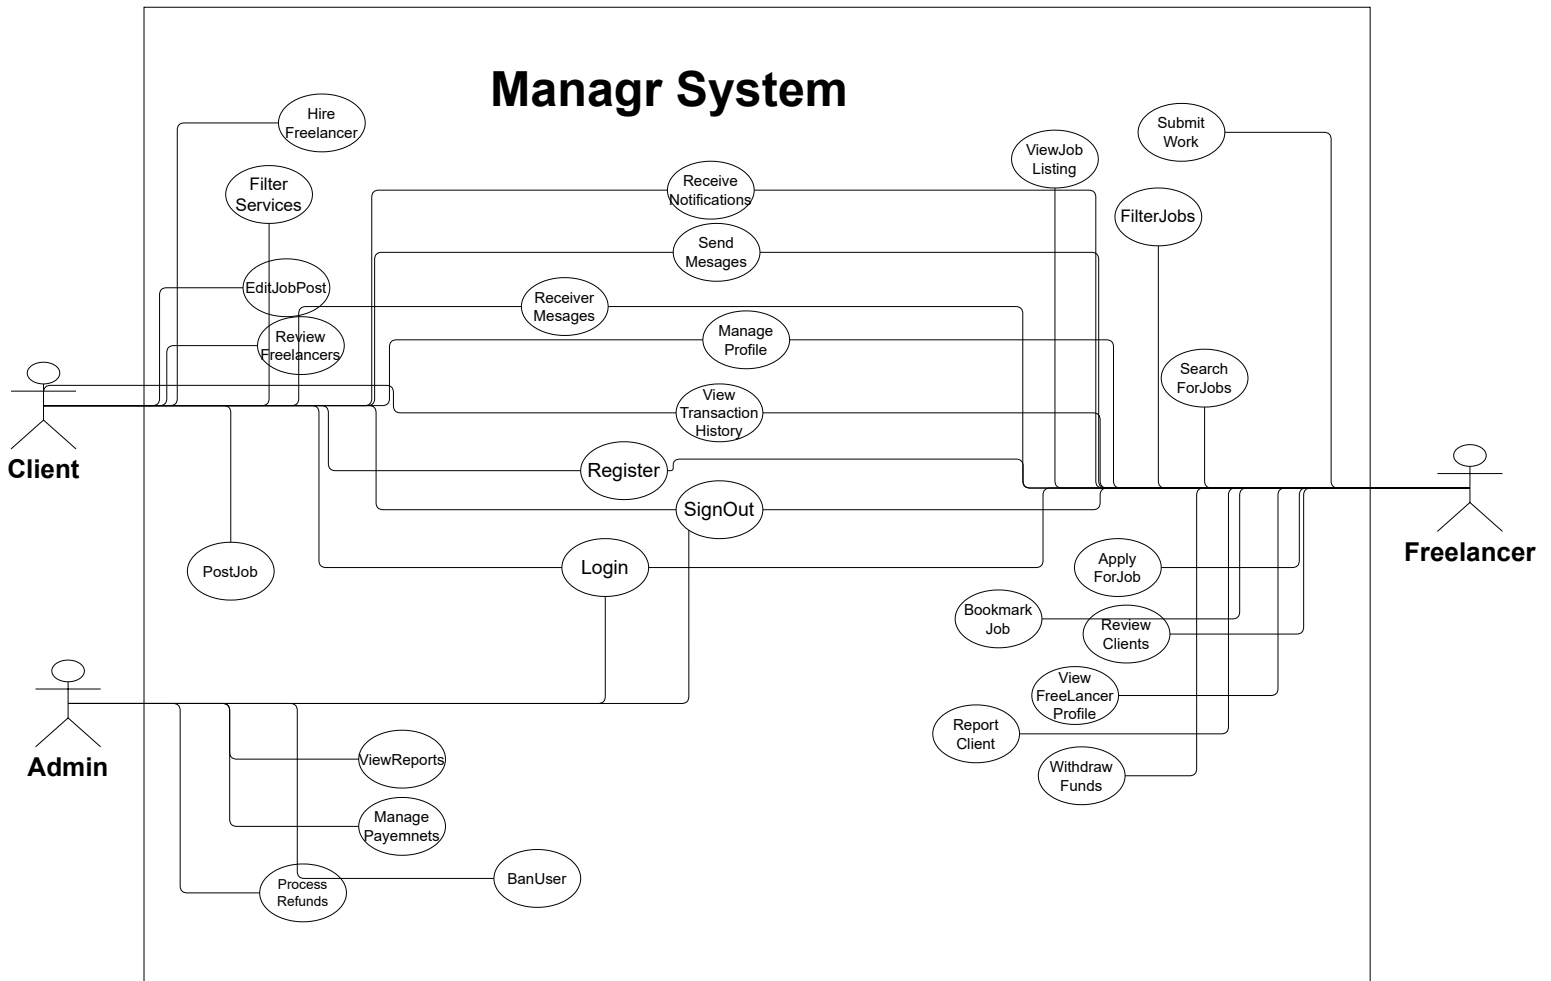 Managr System
Hire
Freelancer
Submit
Work
ViewJob
Listing
Filter
Services
Receive
Notifications
FilterJobs
Send
Mesages
EditJobPost
Receiver
Mesages
Review
Freelancers
Manage
Profile
Search
ForJobs
View
Transaction
History
Client
Register
SignOut
Freelancer
PostJob
Login
Apply
ForJob
Bookmark
Job
Review
Clients
View
FreeLancer
Profile
Admin
Report
Client
ViewReports
Withdraw
Funds
Manage
Payemnets
Process
Refunds
BanUser